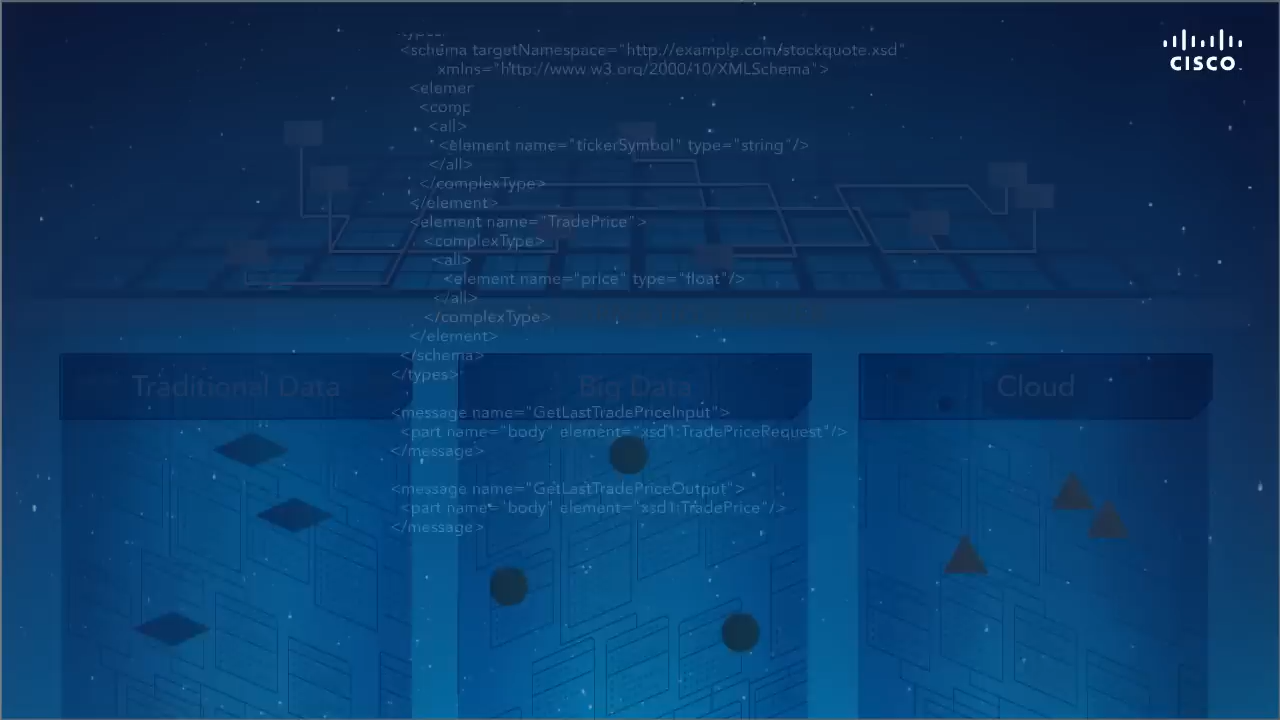 CISCO
<schema targetNamespace="http://example.com/stockquote.xsd"
xmlns="http://www.w3.org/2000/10/XMLSchema">
<elemer
<comp
<all>
<element name="tickerSymbol" type="string"/>
</all>
</complexType>
</element>
<element name="TradePrice">
<complexType>
<all>
<element name="price" type="float"/>
</all>
</complexType>
</element>
</schema>
</types>
Traditional Data
Big Data
Cloud
<message name="GetLastTradePriceInput">
<part name="body" element="xsd1:TradePriceRequest"/>
</message>
<message name="GetLastTradePriceOutput">
<part name="body" element="xsd1:TradePrice"/>
</message>